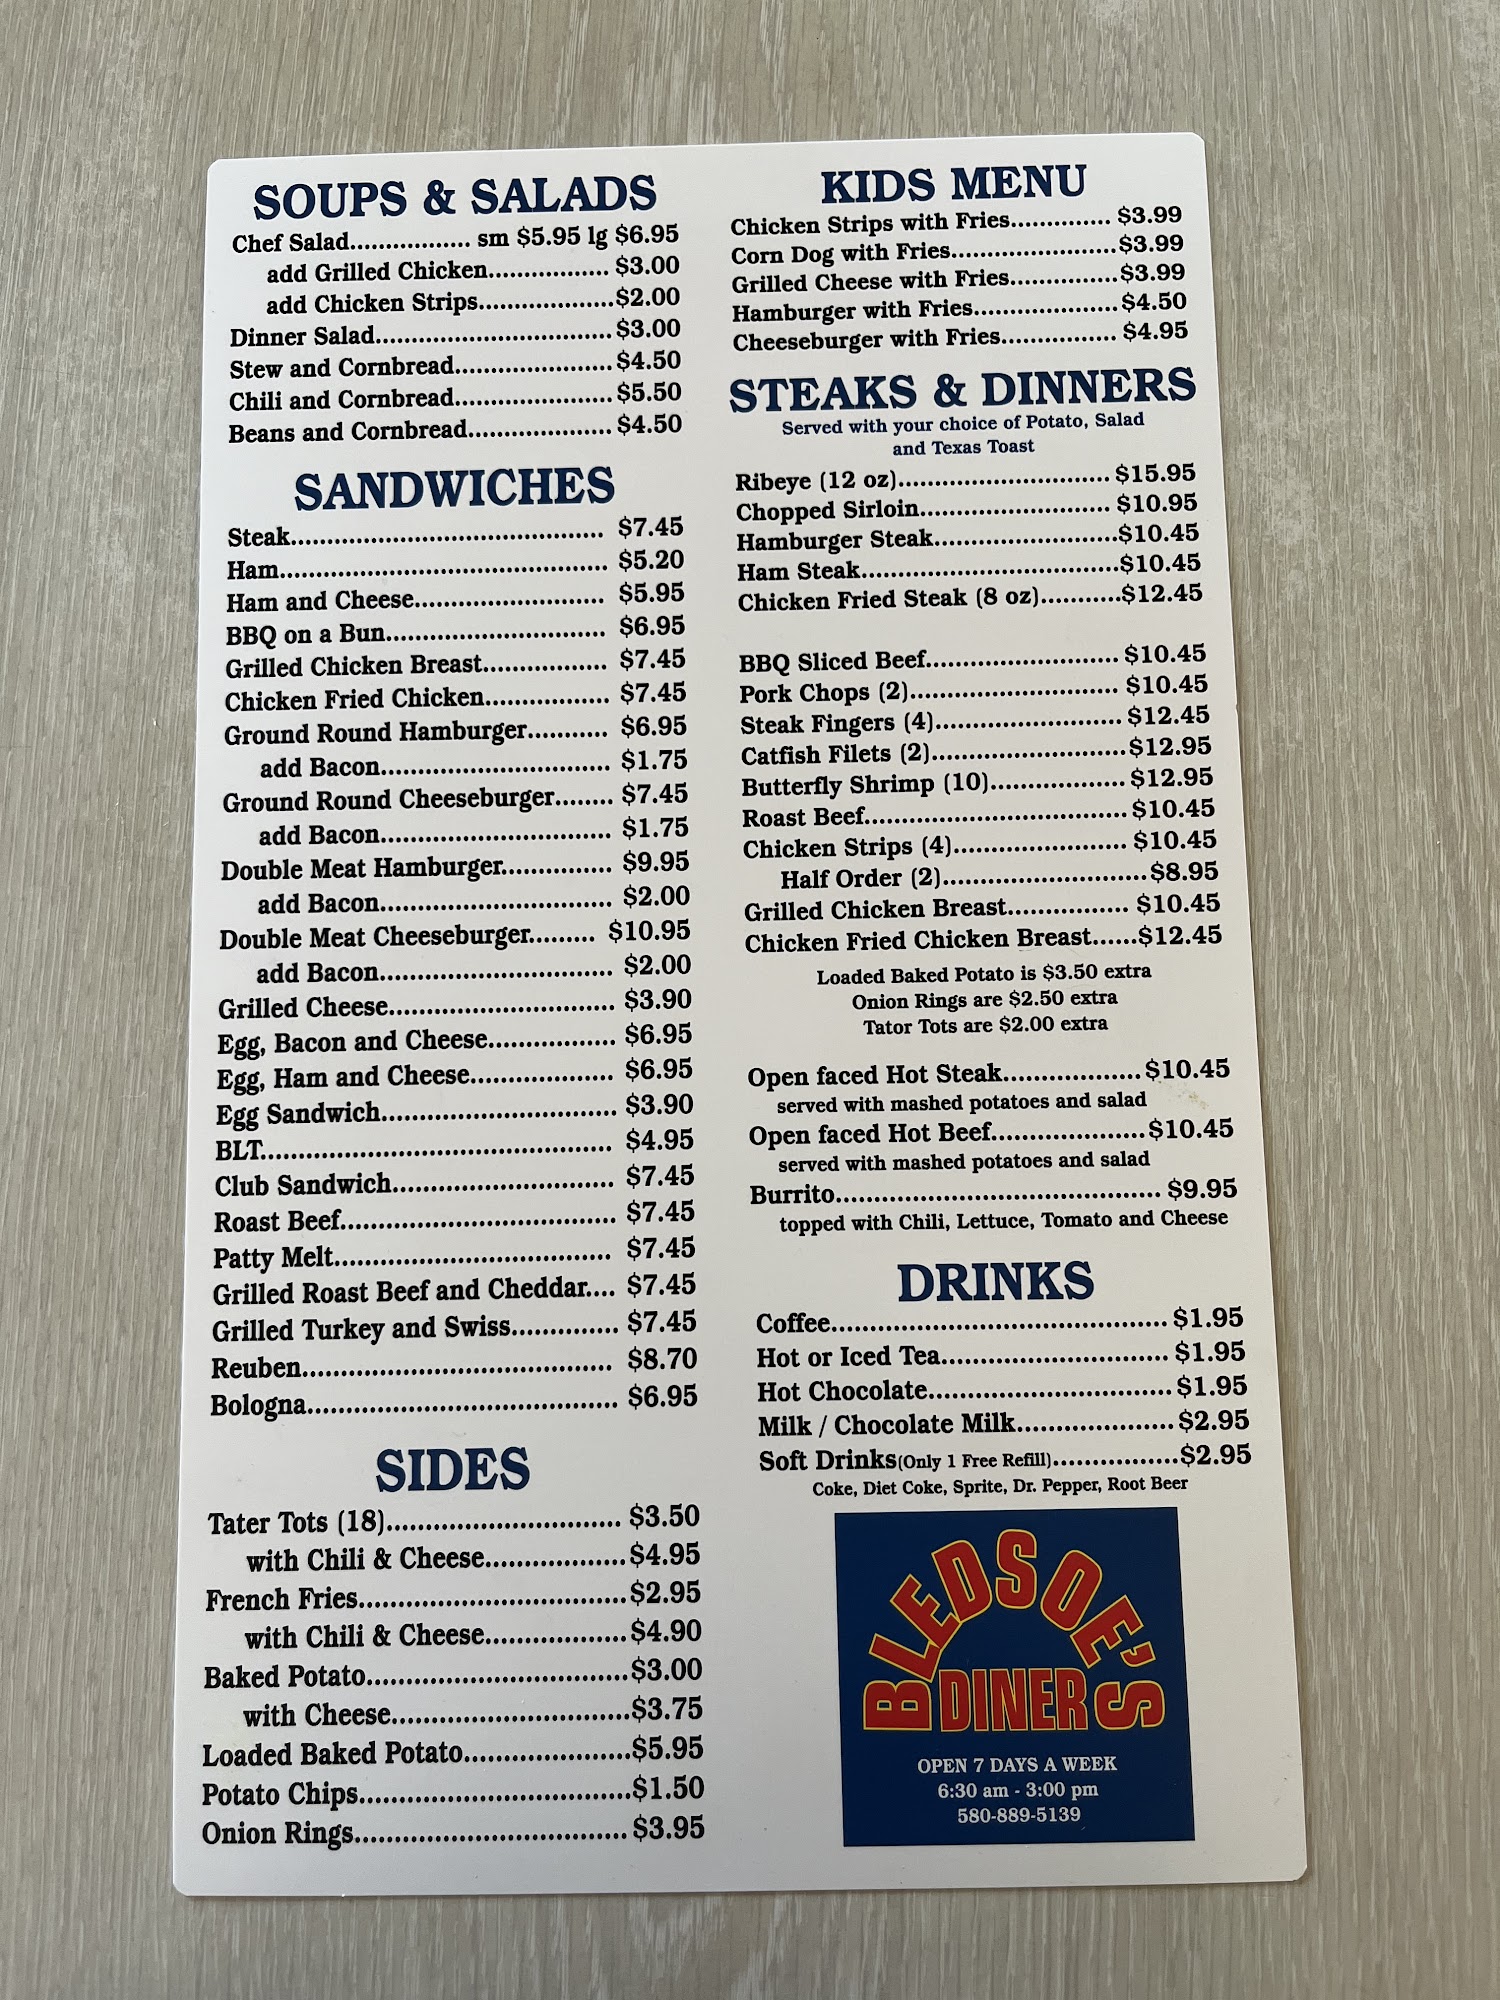 SOUPS & SALADS
Chef Salad................. sm $5.95 lg $6.95
add Grilled Chicken................. $3.00
add Chicken Strips...................$2.00
Dinner Salad.................................$3.00
Stew and Cornbread......................$4.50
Chili and Cornbread......................$5.50
Beans and Cornbread.................... $4.50
SANDWICHES
Steak............................................ $7.45
Ham.............................................. $5.20
Ham and Cheese.......................... $5.95
BBQ on a Bun............................... $6.95
Grilled Chicken Breast................. $7.45
Chicken Fried Chicken................. $7.45
Ground Round Hamburger........... $6.95
add Bacon................................ $1.75
Ground Round Cheeseburger........ $7.45
add Bacon................................ $1.75
Double Meat Hamburger............... $9.95
add Bacon................................ $2.00
Double Meat Cheeseburger......... $10.95
add Bacon................................ $2.00
Grilled Cheese............................... $3.90
Egg, Bacon and Cheese................. $6.95
Egg, Ham and Cheese................... $6.95
Egg Sandwich................................ $3.90
BLT................................................ $4.95
Club Sandwich.............................. $7.45
Roast Beef..................................... $7.45
Patty Melt..................................... $7.45
Grilled Roast Beef and Cheddar.... $7.45
Grilled Turkey and Swiss.............. $7.45
Reuben.......................................... $8.70
Bologna......................................... $6.95
SIDES
Tater Tots (18).............................. $3.50
with Chili & Cheese..................$4.95
French Fries..................................$2.95
with Chili & Cheese..................$4.90
Baked Potato.................................$3.00
with Cheese..............................$3.75
Loaded Baked Potato.....................$5.95
Potato Chips..................................$1.50
Onion Rings................................... $3.95
KIDS MENU
Chicken Strips with Fries.............. $3.99
Corn Dog with Fries.......................$3.99
Grilled Cheese with Fries...............$3.99
Hamburger with Fries....................$4.50
Cheeseburger with Fries................ $4.95
STEAKS & DINNERS
Served with your choice of Potato, Salad
and Texas Toast
Ribeye (12 oz)............................. $15.95
Chopped Sirloin.......................... $10.95
Hamburger Steak.........................$10.45
Ham Steak...................................$10.45
Chicken Fried Steak (8 oz)...........$12.45
BBQ Sliced Beef.......................... $10.45
Pork Chops (2)............................ $10.45
Steak Fingers (4)......................... $12.45
Catfish Filets (2)..........................$12.95
Butterfly Shrimp (10).................. $12.95
Roast Beef....................................$10.45
Chicken Strips (4)........................ $10.45
Half Order (2)............................$8.95
Grilled Chicken Breast................ $10.45
Chicken Fried Chicken Breast......$12.45
Loaded Baked Potato is $3.50 extra
Onion Rings are $2.50 extra
Tator Tots are $2.00 extra
Open faced Hot Steak..................$10.45
served with mashed potatoes and salad
Open faced Hot Beef....................$10.45
served with mashed potatoes and salad
Burrito.......................................... $9.95
topped with Chili, Lettuce, Tomato and Cheese
DRINKS
Coffee........................................... $1.95
Hot or Iced Tea............................. $1.95
Hot Chocolate............................... $1.95
Milk / Chocolate Milk.................... $2.95
Soft Drinks(Only 1 Free Refill).................$2.95
Coke, Diet Coke, Sprite, Dr. Pepper, Root Beer
BLEDSOE'S
DINER
OPEN 7 DAYS A WEEK
6:30 am - 3:00 pm
580-889-5139